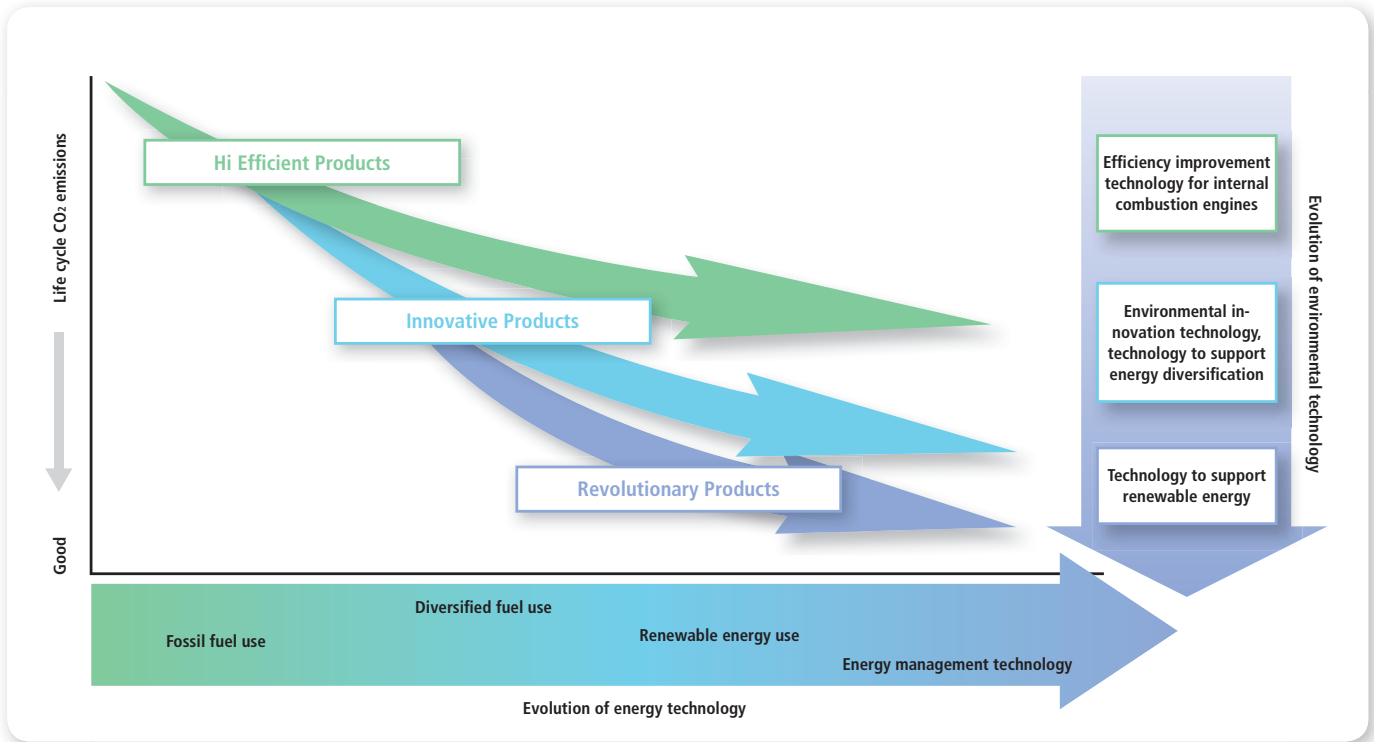 Life cycle CO2 emissions
Good
Hi Efficient Products
Innovative Products
Revolutionary Products
Efficiency improvement
technology for internal
combustion engines
Environmental in-
novation technology,
technology to support
energy diversification
Technology to support
renewable energy
Evolution of environmental technology
Diversified fuel use
Fossil fuel use
Renewable energy use
Energy management technology
Evolution of energy technology